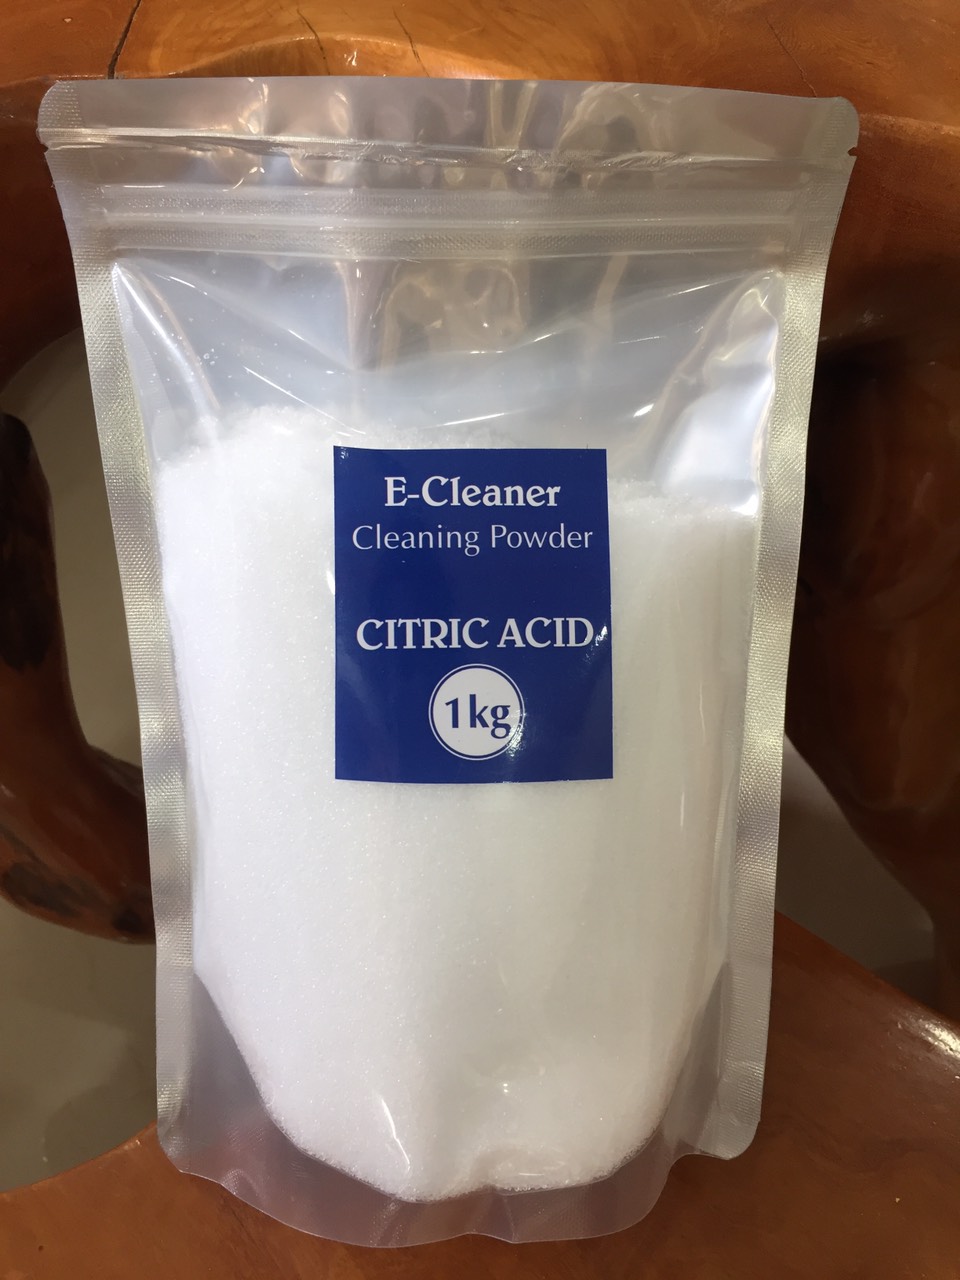 E-Cleaner
Cleaning Powder
CITRIC ACID
1kg